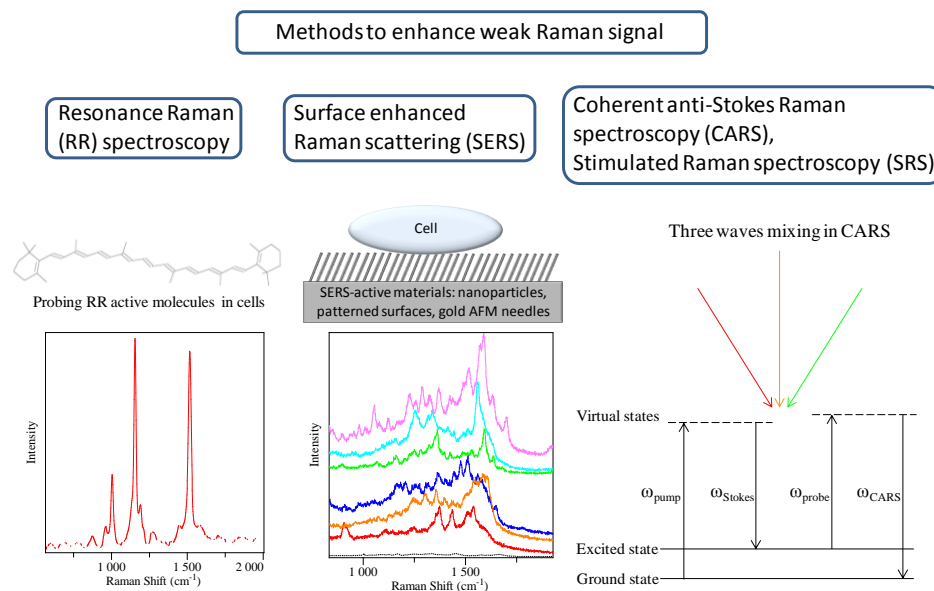 Methods to enhance weak Raman signal
Resonance Raman
(RR) spectroscopy
Surface enhanced
Raman scattering (SERS)
Coherent anti-Stokes Raman
spectroscopy (CARS),
Stimulated Raman spectroscopy (SRS)
Probing RR active molecules in cells
Intensity
1 000
1 500
2 000
Raman Shift (cm⁻¹)
Cell
SERS-active materials: nanoparticles,
patterned surfaces, gold AFM needles
Intensity
1 000
1 500
Raman Shift (cm⁻¹)
Three waves mixing in CARS
Virtual states
ωpump
ωStokes
ωprobe
ωCARS
Excited state
Ground state